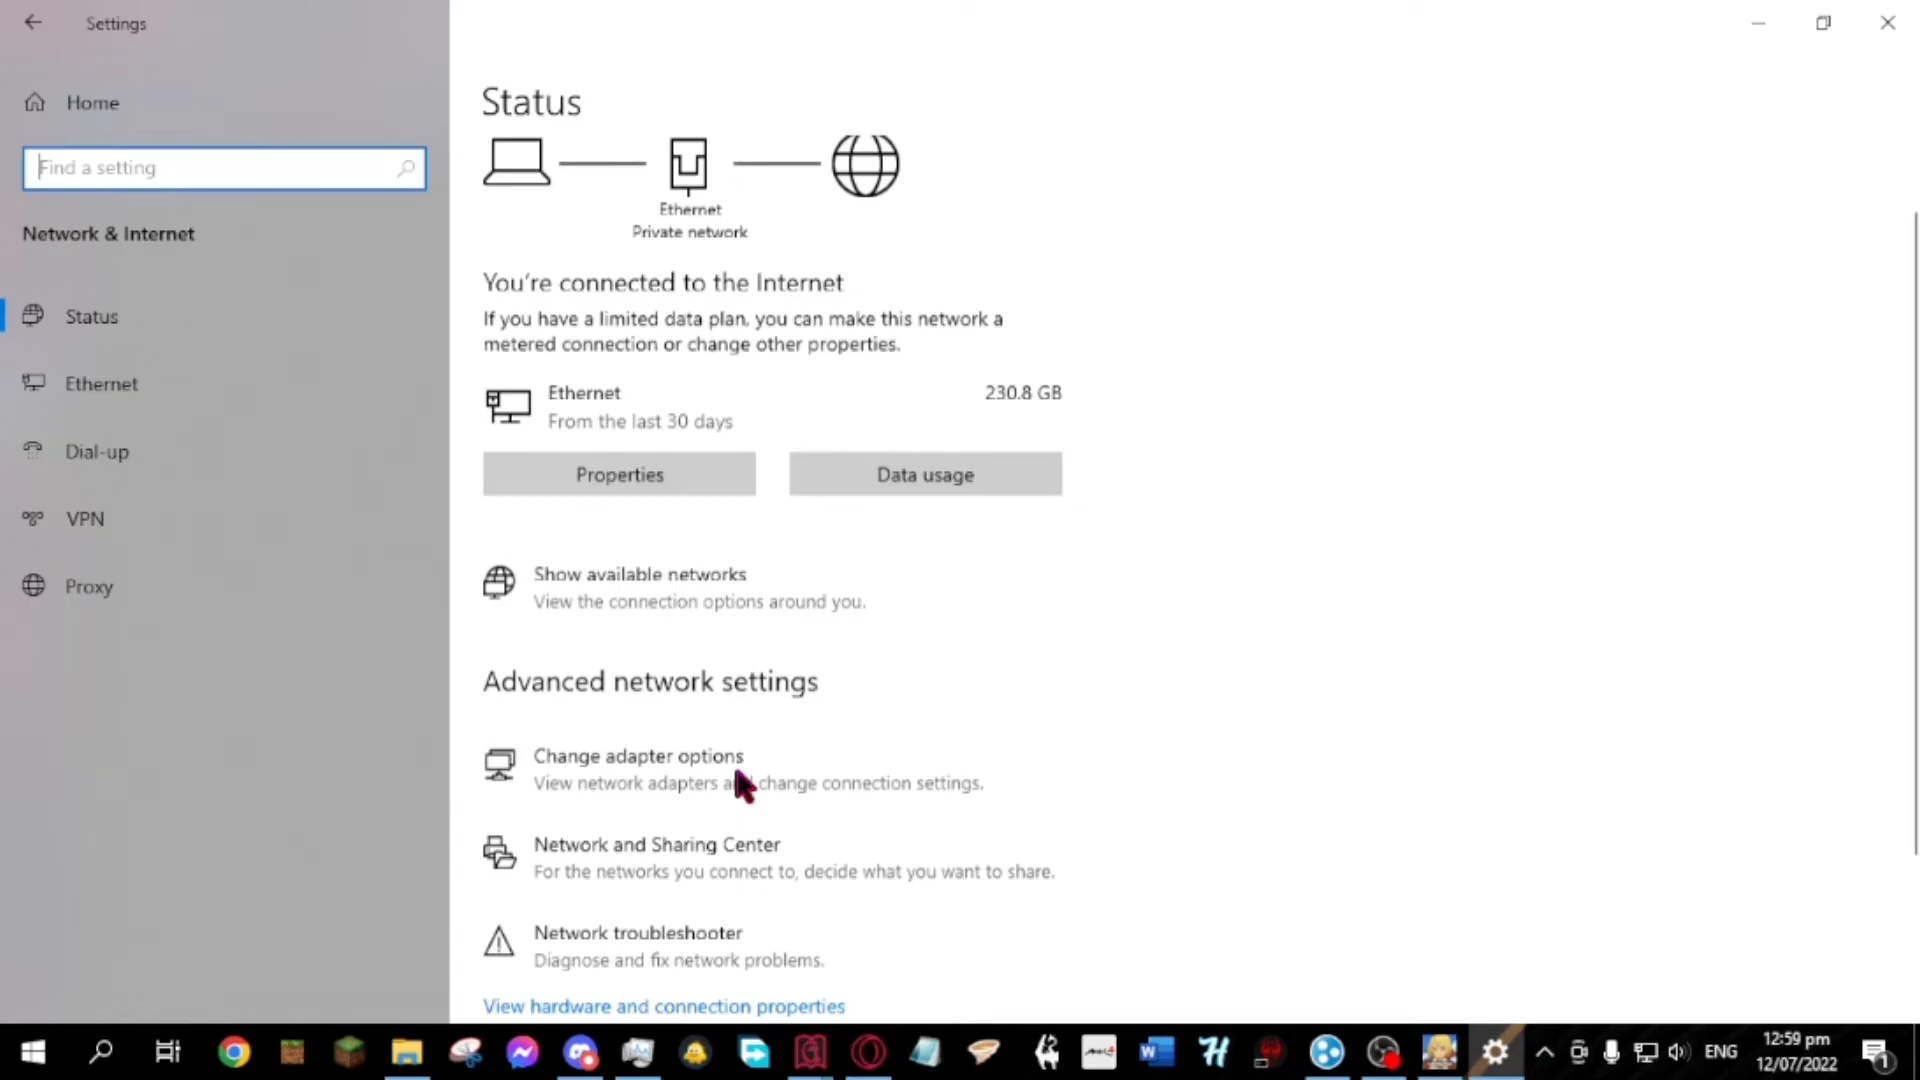 Settings
Home
Find a setting
Network & Internet
Status
Ethernet
Dial-up
VPN
Proxy
Status
Ethernet
Private network
You're connected to the Internet
If you have a limited data plan, you can make this network a
metered connection or change other properties.
Ethernet 230.8 GB
From the last 30 days
Properties Data usage
Show available networks
View the connection options around you.
Advanced network settings
Change adapter options
View network adapters and change connection settings.
Network and Sharing Center
For the networks you connect to, decide what you want to share.
Network troubleshooter
Diagnose and fix network problems.
View hardware and connection properties
ENG
12:59 pm
12/07/2022
1